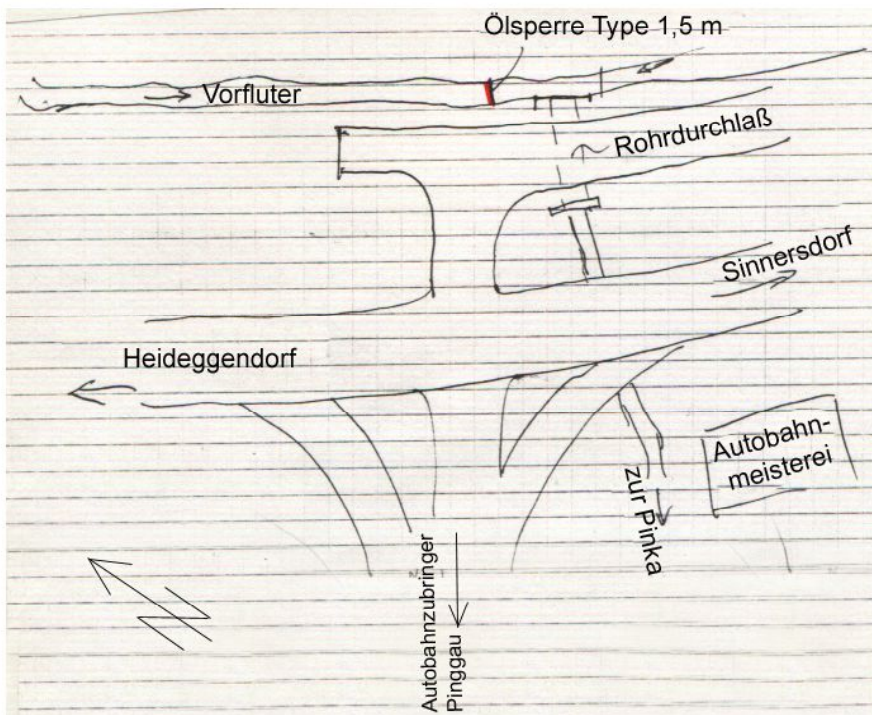 Ölsperre Type 1,5 m
Vorfluter
Rohrdurchlaß
Sinnersdorf
Heideggendorf
Autobahn-
meisterei
zur Pinka
Autobahnzubringer
Pinggau